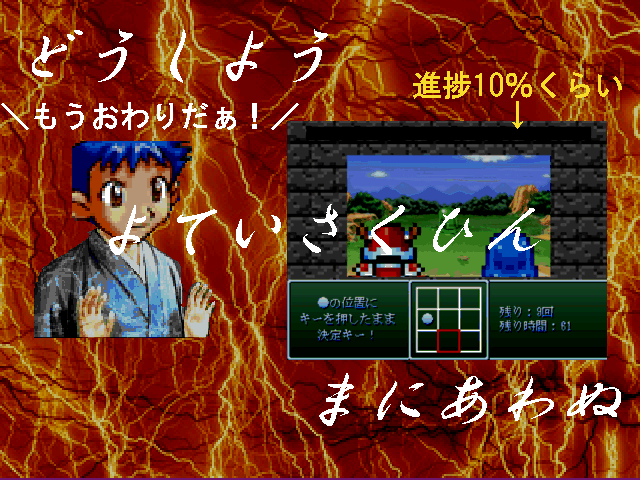 どうしよう
進捗10%くらい
↓
＼もうおわりだぁ！／
よていさくひん
●の位置に
キーを押したまま
決定キー！
残り：9回
残り時間：61
まにあわぬ